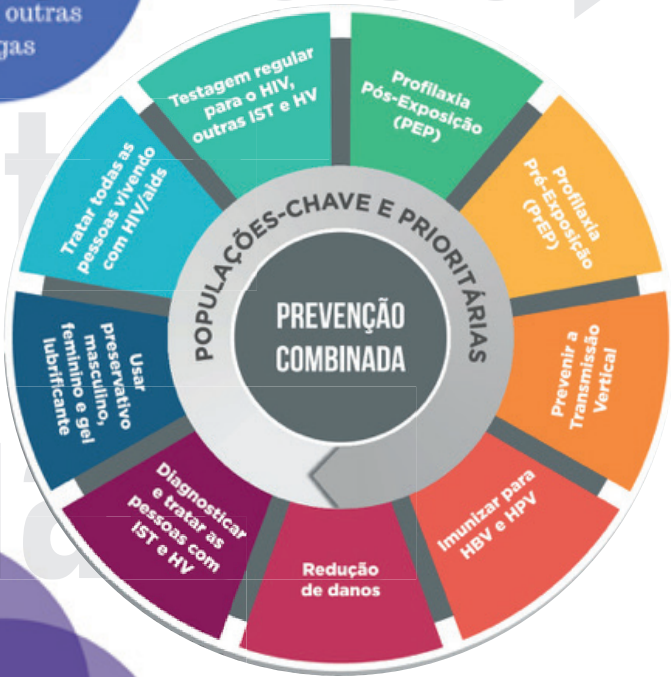 outras
gas
Testagem regular
para o HIV,
outras IST e HV
Profilaxia
Pós-Exposição
(PEP)
Profilaxia
Pré-Exposição
(PrEP)
Prevenir a
Transmissão
Vertical
Imunizar para
HBV e HPV
Redução
de danos
Diagnosticar
e tratar as
pessoas com
IST e HV
Usar
preservativo
masculino,
feminino e gel
lubrificante
Tratar todas as
pessoas vivendo
com HIV/aids
POPULAÇÕES-CHAVE E PRIORITÁRIAS
PREVENÇÃO
COMBINADA